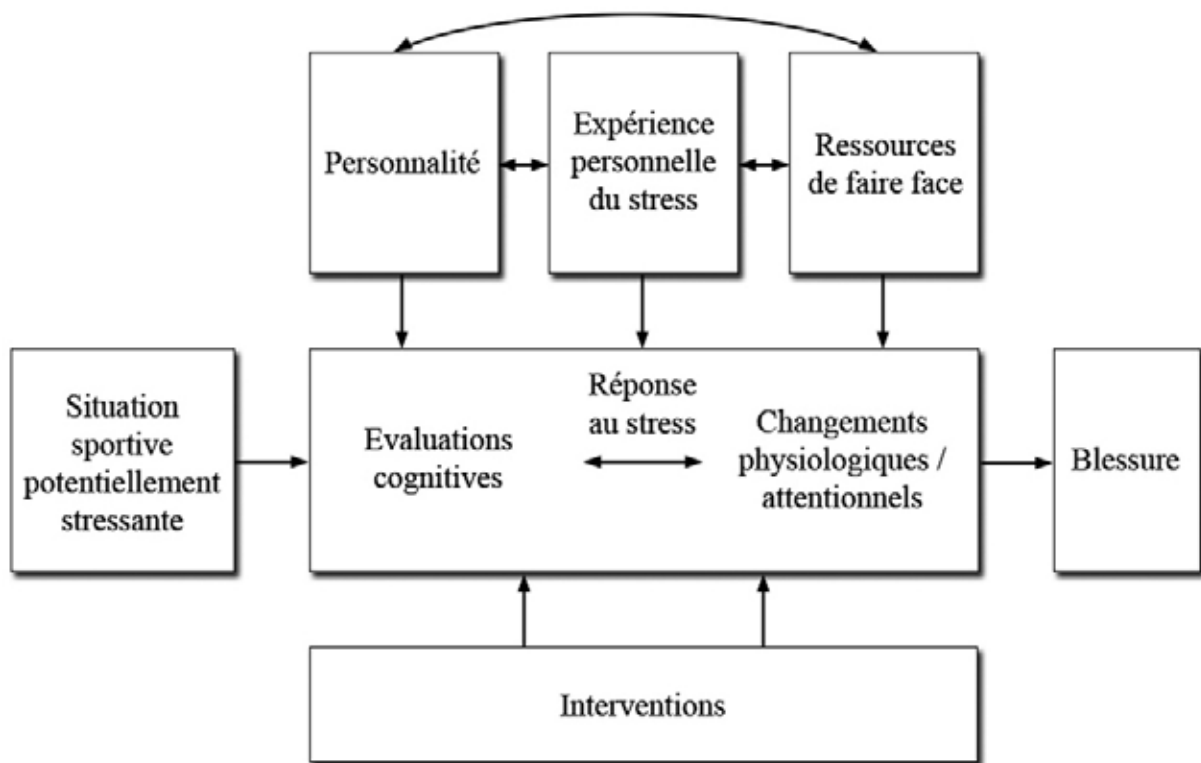 Personnalité
Expérience
personnelle
du stress
Ressources
de faire face
Situation
sportive
potentiellement
stressante
Evaluations
cognitives
Réponse
au stress
Changements
physiologiques /
attentionnels
Blessure
Interventions